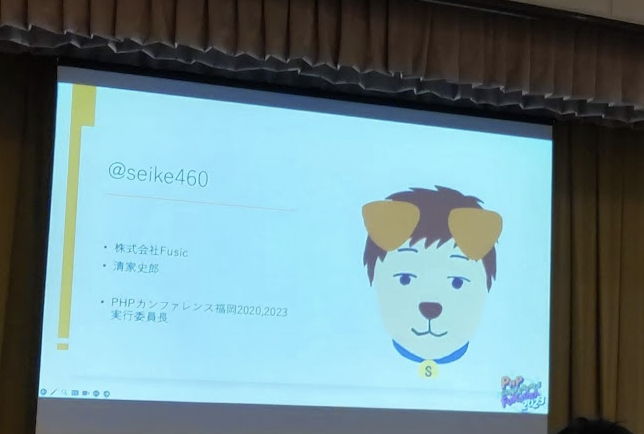 @seike460
• 株式会社Fusic
• 清家史郎
• PHPカンファレンス福岡2020,2023
実行委員長
S
PHP
2023